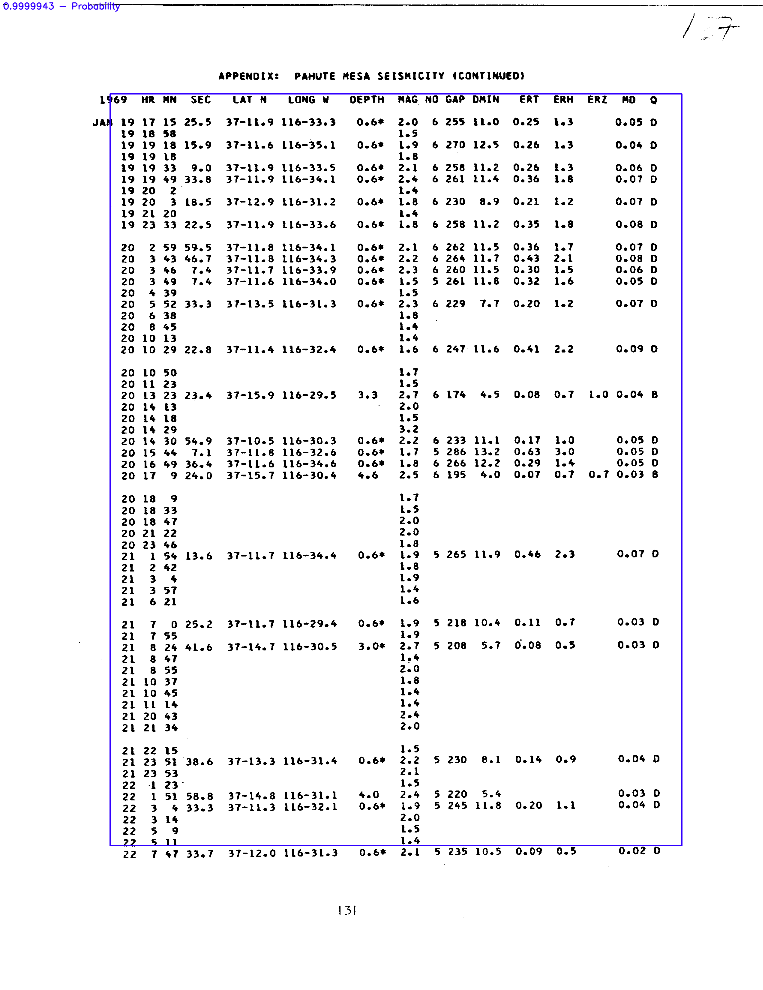 0.9999943 — Probability
APPENDIX: PAHUTE MESA SEISMICITY (CONTINUED)
1969 HR MN SEC LAT N LONG W DEPTH MAG NO GAP DMIN ERT ERH ERZ MD Q
JAN 19 17 15 25.5 37-11.9 116-33.3 0.6* 2.0 6 255 11.0 0.25 1.3 0.05 D
19 18 58 1.5
19 19 18 15.9 37-11.6 116-35.1 0.6* 1.9 6 270 12.5 0.26 1.3 0.04 D
19 19 18 1.8
19 19 33 9.0 37-11.9 116-33.5 0.6* 2.1 6 258 11.2 0.26 1.3 0.06 D
19 19 49 33.8 37-11.9 116-34.1 0.6* 2.4 6 261 11.4 0.36 1.8 0.07 D
19 20 2 1.4
19 20 3 18.5 37-12.9 116-31.2 0.6* 1.8 6 230 8.9 0.21 1.2 0.07 D
19 21 20 1.4
19 23 33 22.5 37-11.9 116-33.6 0.6* 1.8 6 258 11.2 0.35 1.8 0.08 D
20 2 59 59.5 37-11.8 116-34.1 0.6* 2.1 6 262 11.5 0.36 1.7 0.07 D
20 3 43 46.7 37-11.8 116-34.3 0.6* 2.2 6 264 11.7 0.43 2.1 0.08 D
20 3 46 7.4 37-11.7 116-33.9 0.6* 2.3 6 260 11.5 0.30 1.5 0.06 D
20 3 49 7.4 37-11.6 116-34.0 0.6* 1.5 5 261 11.8 0.32 1.6 0.05 D
20 4 39 1.5
20 5 52 33.3 37-13.5 116-31.3 0.6* 2.3 6 229 7.7 0.20 1.2 0.07 D
20 6 38 1.8
20 8 45 1.4
20 10 13 1.4
20 10 29 22.8 37-11.4 116-32.4 0.6* 1.6 6 247 11.6 0.41 2.2 0.09 D
20 10 50 1.7
20 11 23 1.5
20 13 23 23.4 37-15.9 116-29.5 3.3 2.7 6 174 4.5 0.08 0.7 1.0 0.04 B
20 14 13 2.0
20 14 18 1.5
20 14 29 3.2
20 14 30 54.9 37-10.5 116-30.3 0.6* 2.2 6 233 11.1 0.17 1.0 0.05 D
20 15 44 7.1 37-11.8 116-32.6 0.6* 1.7 5 286 13.2 0.63 3.0 0.05 D
20 16 49 36.4 37-11.6 116-34.6 0.6* 1.8 6 266 12.2 0.29 1.4 0.05 D
20 17 9 24.0 37-15.7 116-30.4 4.6 2.5 6 195 4.0 0.07 0.7 0.7 0.03 B
20 18 9 1.7
20 18 33 1.5
20 18 47 2.0
20 21 22 2.0
20 23 46 1.8
21 1 54 13.6 37-11.7 116-34.4 0.6* 1.9 5 265 11.9 0.46 2.3 0.07 D
21 2 42 1.8
21 3 4 1.9
21 3 57 1.4
21 6 21 1.6
21 7 0 25.2 37-11.7 116-29.4 0.6* 1.9 5 218 10.4 0.11 0.7 0.03 D
21 7 55 1.9
21 8 24 41.6 37-14.7 116-30.5 3.0* 2.7 5 208 5.7 0.08 0.5 0.03 D
21 8 47 1.4
21 8 55 2.0
21 10 37 1.8
21 10 45 1.4
21 11 14 1.4
21 20 43 2.4
21 21 34 2.0
21 22 15 1.5
21 23 51 38.6 37-13.3 116-31.4 0.6* 2.2 5 230 8.1 0.14 0.9 0.04 D
21 23 53 2.1
22 1 23 1.5
22 1 51 58.8 37-14.8 116-31.1 4.0 2.4 5 220 5.4 0.03 D
22 3 4 33.3 37-11.3 116-32.1 0.6* 1.9 5 245 11.8 0.20 1.1 0.04 D
22 3 14 2.0
22 5 9 1.5
22 5 11 1.4
22 7 47 33.7 37-12.0 116-31.3 0.6* 2.1 5 235 10.5 0.09 0.5 0.02 D
131